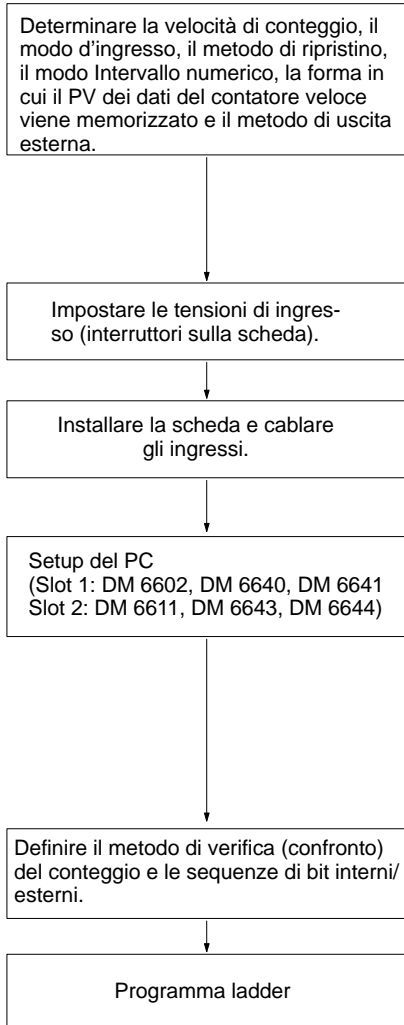 Determinare la velocità di conteggio, il
modo d'ingresso, il metodo di ripristino,
il modo Intervallo numerico, la forma in
cui il PV dei dati del contatore veloce
viene memorizzato e il metodo di uscita
esterna.
Impostare le tensioni di ingres-
so (interruttori sulla scheda).
Installare la scheda e cablare
gli ingressi.
Setup del PC
(Slot 1: DM 6602, DM 6640, DM 6641
Slot 2: DM 6611, DM 6643, DM 6644)
Definire il metodo di verifica (confronto)
del conteggio e le sequenze di bit interni/
esterni.
Programma ladder